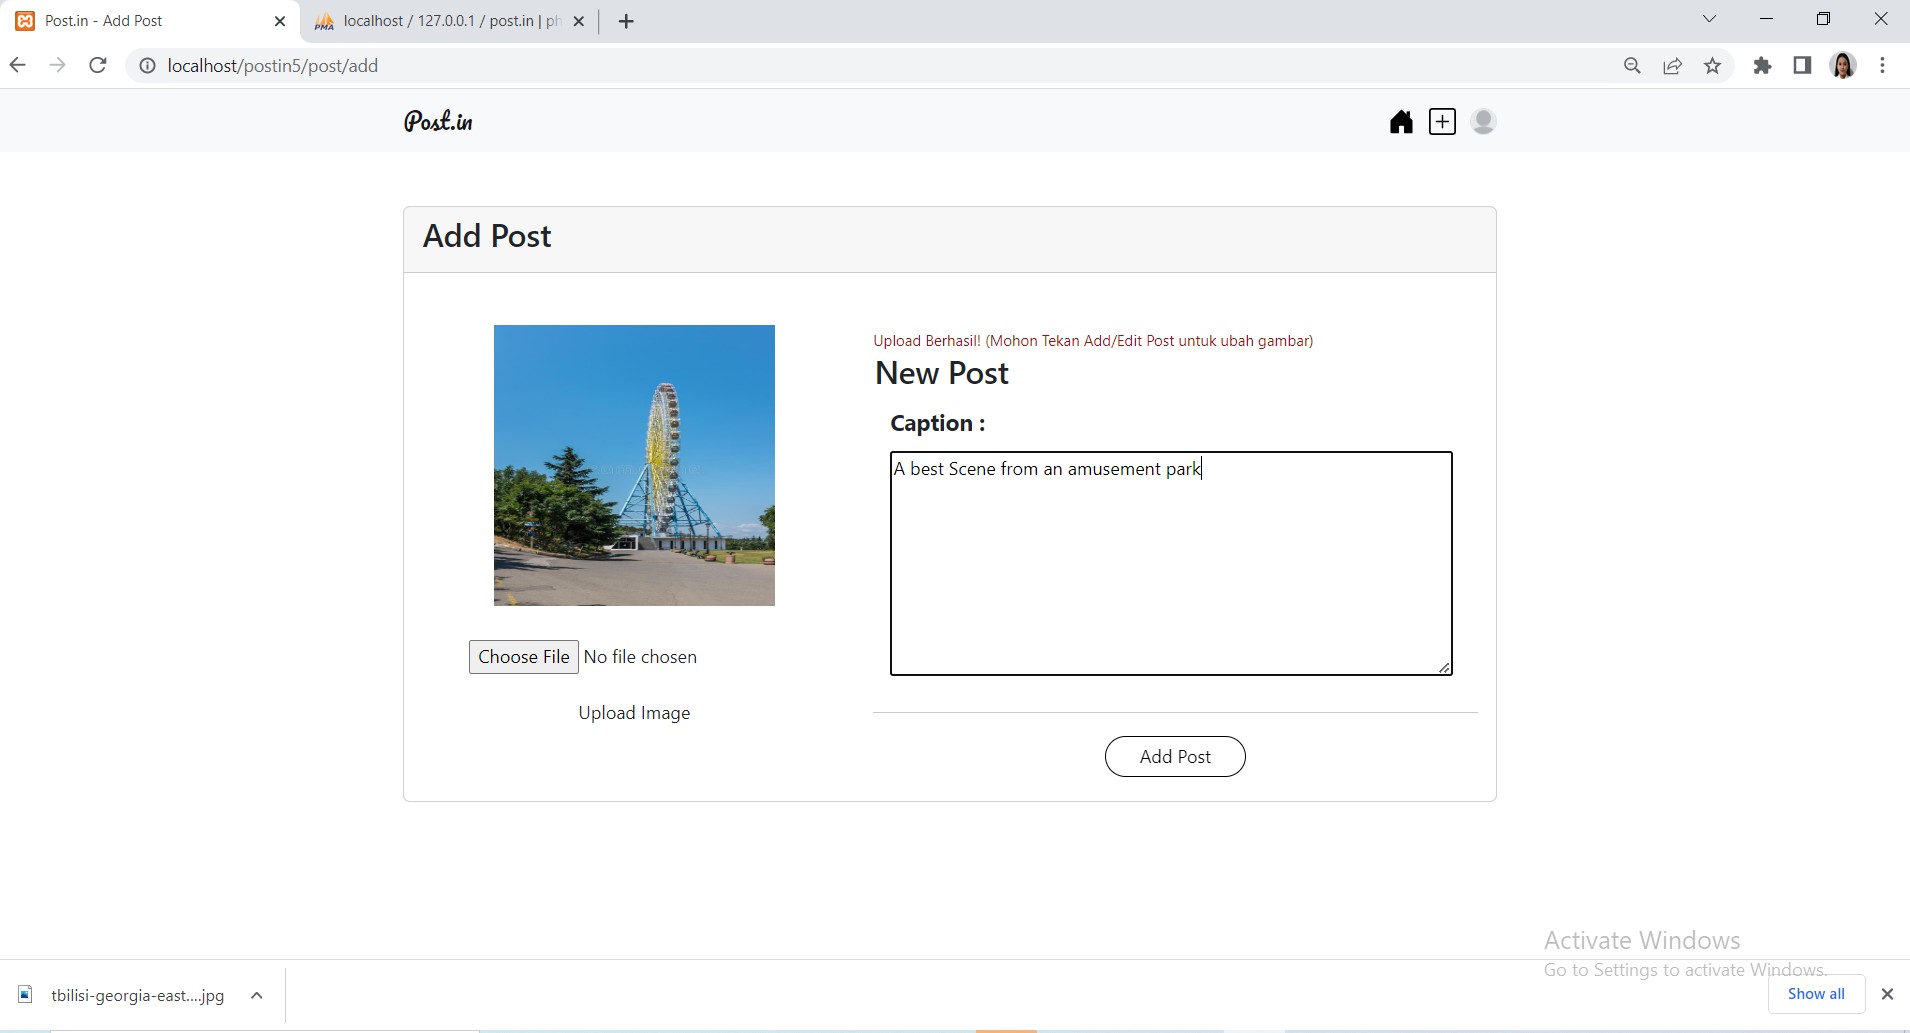 Post.in - Add Post
localhost / 127.0.0.1 / post.in | ph
localhost/postin5/post/add
Post.in
Add Post
Upload Berhasil! (Mohon Tekan Add/Edit Post untuk ubah gambar)
New Post
Caption :
A best Scene from an amusement park
Choose File No file chosen
Upload Image
Add Post
Activate Windows
Go to Settings to activate Windows.
tbilisi-georgia-east....jpg
Show all